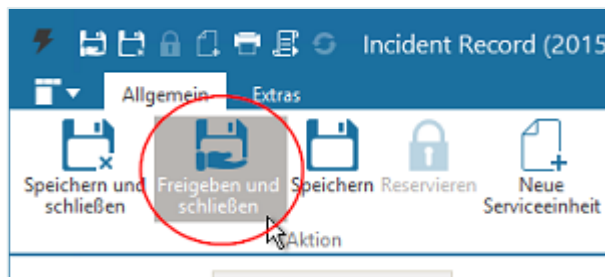 Incident Record (2015
Allgemein Extras
Speichern und schließen
Freigeben und schließen
Speichern
Reservieren
Neue Serviceeinheit
Aktion